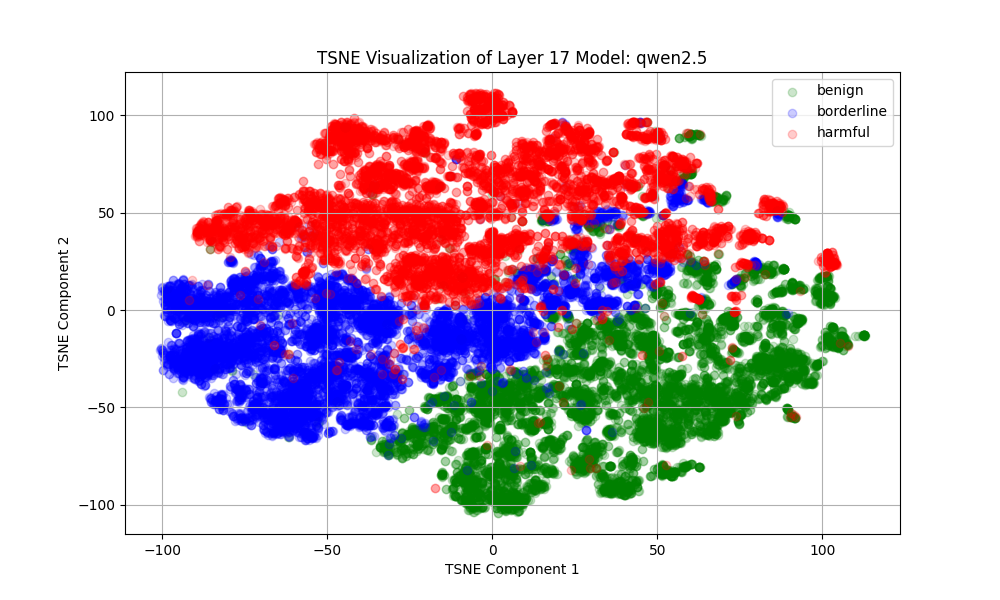 TSNE Visualization of Layer 17 Model: qwen2.5
benign
borderline
harmful
100
50
0
−50
−100
TSNE Component 2
−100
−50
0
50
100
TSNE Component 1